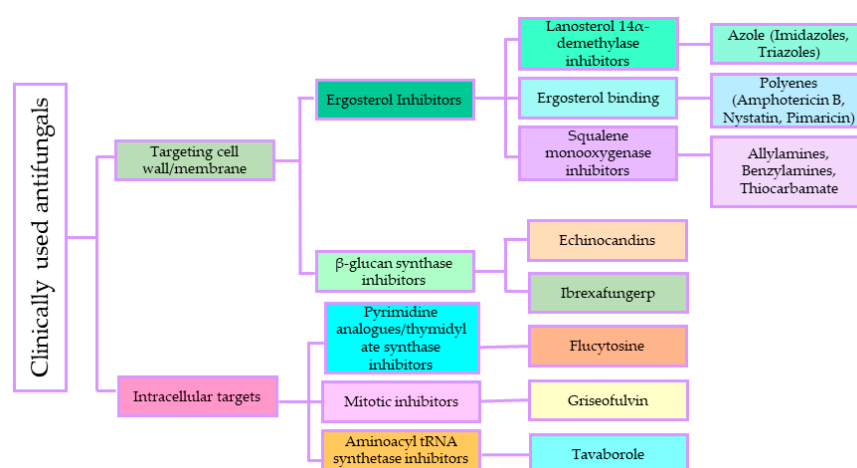 Clinically used antifungals
Targeting cell
wall/membrane
Ergosterol Inhibitors
Lanosterol 14α-
demethylase
inhibitors
Azole (Imidazoles,
Triazoles)
Ergosterol binding
Polyenes
(Amphotericin B,
Nystatin, Pimaricin)
Squalene
monooxygenase
inhibitors
Allylamines,
Benzylamines,
Thiocarbamate
β-glucan synthase
inhibitors
Echinocandins
Ibrexafungerp
Intracellular targets
Pyrimidine
analogues/thymidyl
ate synthase
inhibitors
Flucytosine
Mitotic inhibitors
Griseofulvin
Aminoacyl tRNA
synthetase inhibitors
Tavaborole